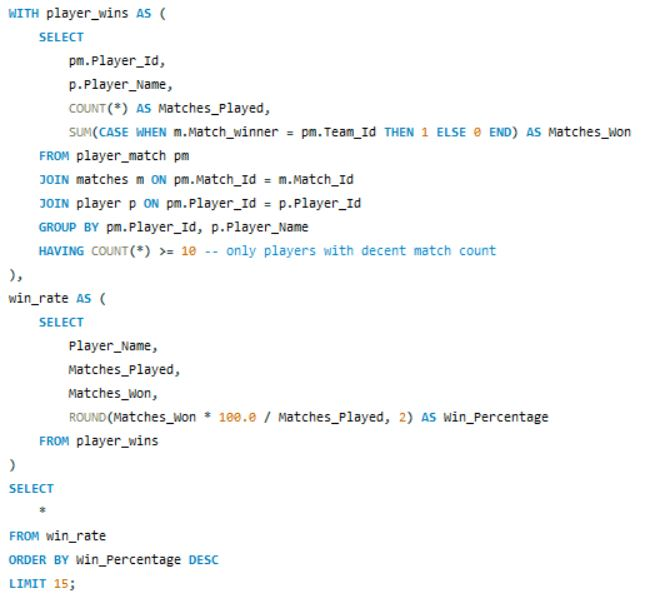 WITH player_wins AS (
    SELECT
        pm.Player_Id,
        p.Player_Name,
        COUNT(*) AS Matches_Played,
        SUM(CASE WHEN m.Match_winner = pm.Team_Id THEN 1 ELSE 0 END) AS Matches_Won
    FROM player_match pm
    JOIN matches m ON pm.Match_Id = m.Match_Id
    JOIN player p ON pm.Player_Id = p.Player_Id
    GROUP BY pm.Player_Id, p.Player_Name
    HAVING COUNT(*) >= 10 -- only players with decent match count
),
win_rate AS (
    SELECT
        Player_Name,
        Matches_Played,
        Matches_Won,
        ROUND(Matches_Won * 100.0 / Matches_Played, 2) AS Win_Percentage
    FROM player_wins
)
SELECT
    *
FROM win_rate
ORDER BY Win_Percentage DESC
LIMIT 15;